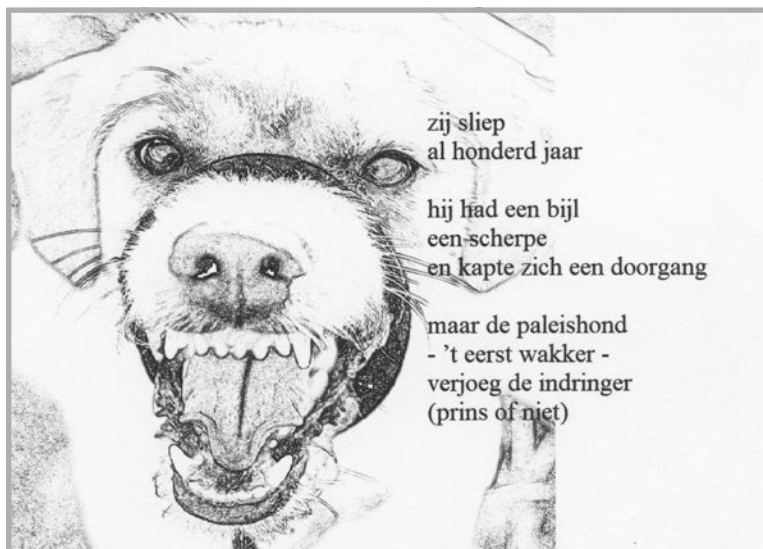 zij sliep
al honderd jaar
hij had een bijl
een scherpe
en kapte zich een doorgang
maar de paleishond
- 't eerst wakker -
verjoeg de indringer
(prins of niet)